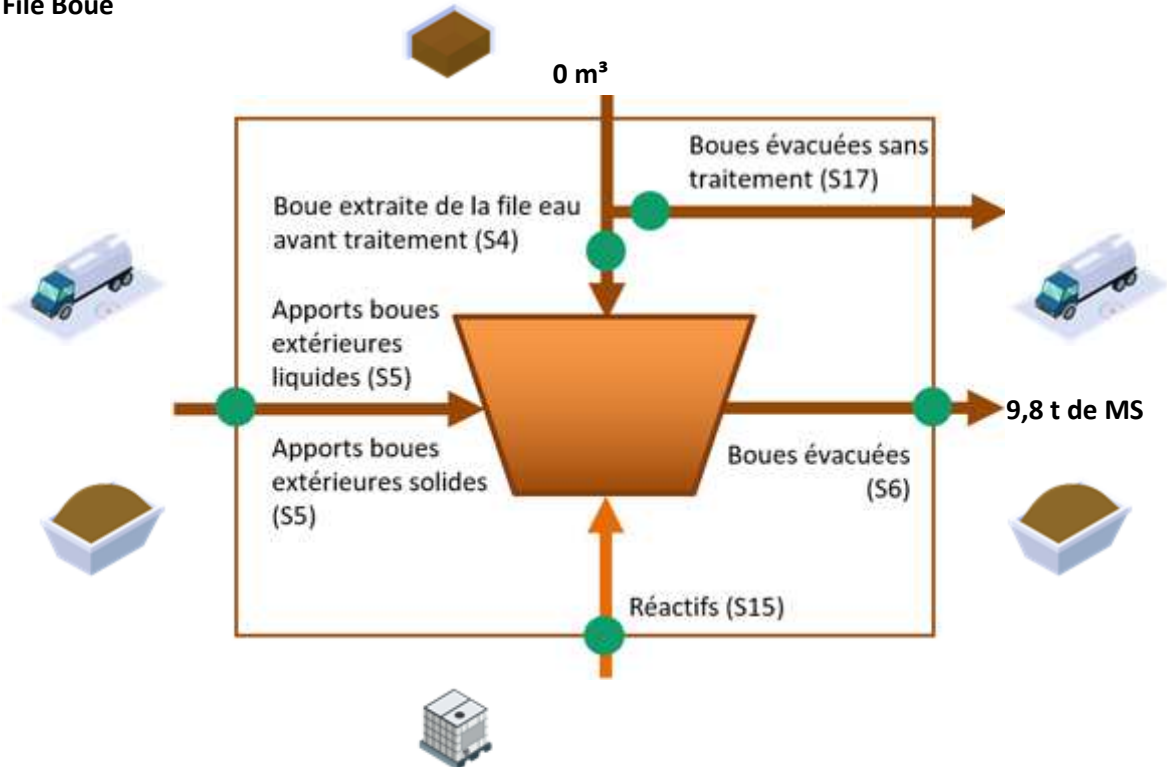 File Boue
0 m³
Boues évacuées sans
traitement (S17)
Boue extraite de la file eau
avant traitement (S4)
Apports boues
extérieures
liquides (S5)
9,8 t de MS
Apports boues
extérieures solides
(S5)
Boues évacuées
(S6)
Réactifs (S15)